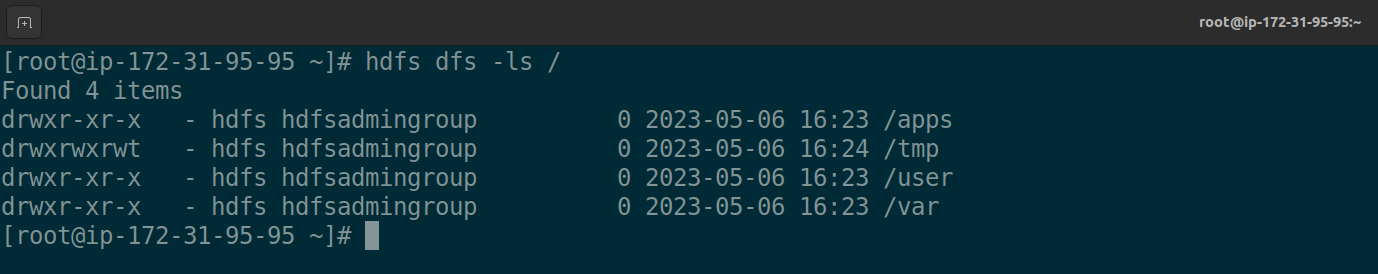 root@ip-172-31-95-95:~
[root@ip-172-31-95-95 ~]# hdfs dfs -ls /
Found 4 items
drwxr-xr-x   - hdfs hdfsadmingroup          0 2023-05-06 16:23 /apps
drwxrwxrwt   - hdfs hdfsadmingroup          0 2023-05-06 16:24 /tmp
drwxr-xr-x   - hdfs hdfsadmingroup          0 2023-05-06 16:23 /user
drwxr-xr-x   - hdfs hdfsadmingroup          0 2023-05-06 16:23 /var
[root@ip-172-31-95-95 ~]#